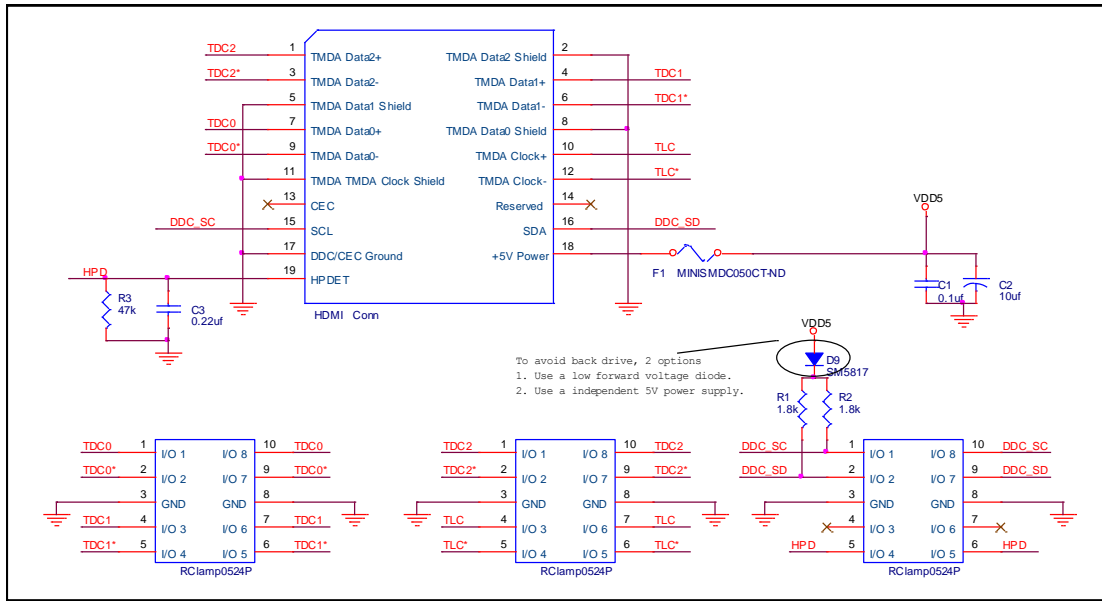 TDC2 1 TMDA Data2+ TMDA Data2 Shield 2
TDC2* 3 TMDA Data2- TMDA Data1+ 4 TDC1
5 TMDA Data1 Shield TMDA Data1- 6 TDC1*
TDC0 7 TMDA Data0+ TMDA Data0 Shield 8
TDC0* 9 TMDA Data0- TMDA Clock+ 10 TLC
11 TMDA TMDA Clock Shield TMDA Clock- 12 TLC*
13 CEC Reserved 14
DDC_SC 15 SCL SDA 16 DDC_SD
17 DDC/CEC Ground +5V Power 18
HPD 19 HPDET
HDMI Conn
F1 MINISMDC050CT-ND
VDD5
C1
0.1uf
C2
10uf
R3
47k
C3
0.22uf
VDD5
To avoid back drive, 2 options
1. Use a low forward voltage diode.
2. Use a independent 5V power supply.
D9
SM5817
R1
1.8k
R2
1.8k
TDC0 1 I/O 1 I/O 8 10 TDC0
TDC0* 2 I/O 2 I/O 7 9 TDC0*
3 GND GND 8
TDC1 4 I/O 3 I/O 6 7 TDC1
TDC1* 5 I/O 4 I/O 5 6 TDC1*
RClamp0524P
TDC2 1 I/O 1 I/O 8 10 TDC2
TDC2* 2 I/O 2 I/O 7 9 TDC2*
3 GND GND 8
TLC 4 I/O 3 I/O 6 7 TLC
TLC* 5 I/O 4 I/O 5 6 TLC*
RClamp0524P
DDC_SC 1 I/O 1 I/O 8 10 DDC_SC
DDC_SD 2 I/O 2 I/O 7 9 DDC_SD
3 GND GND 8
4 I/O 3 I/O 6 7
HPD 5 I/O 4 I/O 5 6 HPD
RClamp0524P